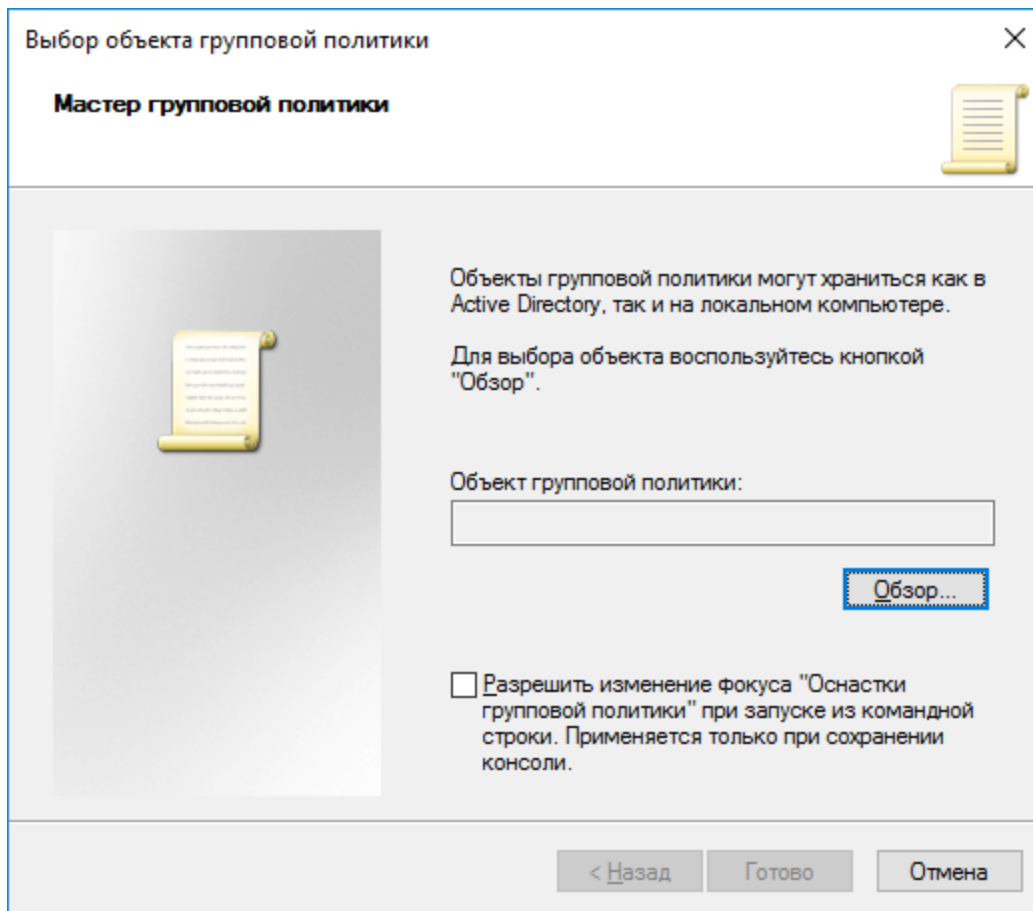 Выбор объекта групповой политики
Мастер групповой политики
Объекты групповой политики могут храниться как в
Active Directory, так и на локальном компьютере.
Для выбора объекта воспользуйтесь кнопкой
"Обзор".
Объект групповой политики:
Обзор...
Разрешить изменение фокуса "Оснастки
групповой политики" при запуске из командной
строки. Применяется только при сохранении
консоли.
< Назад
Готово
Отмена